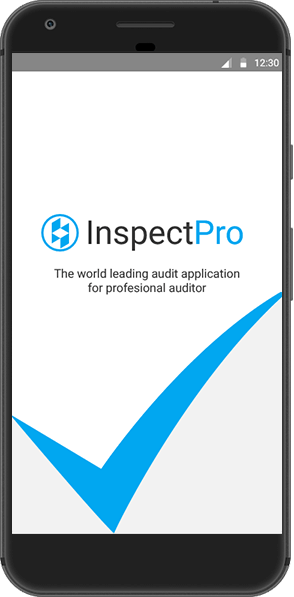 12:30
InspectPro
The world leading audit application
for profesional auditor